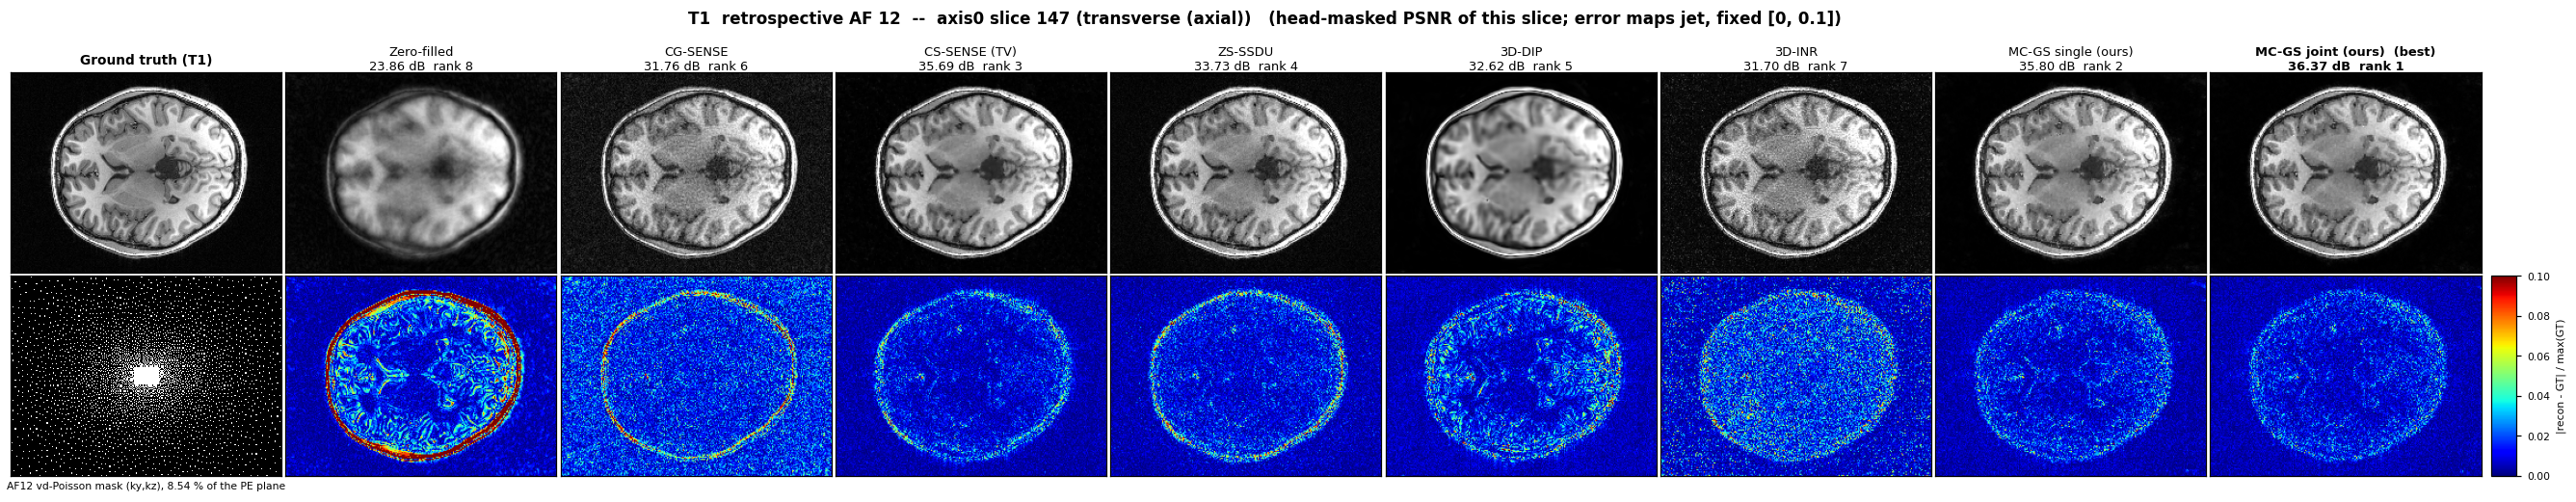 T1  retrospective AF 12  --  axis0 slice 147 (transverse (axial))   (head-masked PSNR of this slice; error maps jet, fixed [0, 0.1])
Ground truth (T1)
Zero-filled
23.86 dB  rank 8
CG-SENSE
31.76 dB  rank 6
CS-SENSE (TV)
35.69 dB  rank 3
ZS-SSDU
33.73 dB  rank 4
3D-DIP
32.62 dB  rank 5
3D-INR
31.70 dB  rank 7
MC-GS single (ours)
35.80 dB  rank 2
MC-GS joint (ours)  (best)
36.37 dB  rank 1
0.10
0.08
0.06
0.04
0.02
0.00
|recon - GT| / max(GT)
AF12 vd-Poisson mask (ky,kz), 8.54 % of the PE plane